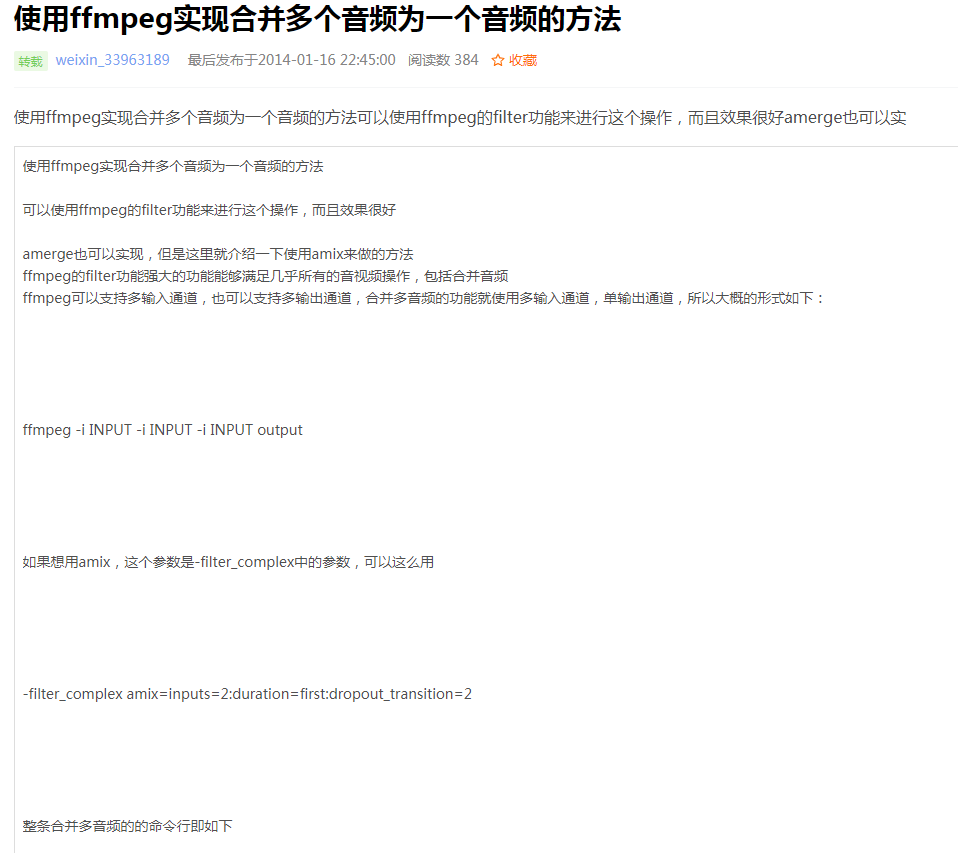 使用ffmpeg实现合并多个音频为一个音频的方法
转载 weixin_33963189 最后发布于2014-01-16 22:45:00 阅读数 384 ☆ 收藏
使用ffmpeg实现合并多个音频为一个音频的方法可以使用ffmpeg的filter功能来进行这个操作，而且效果很好amerge也可以实
使用ffmpeg实现合并多个音频为一个音频的方法
可以使用ffmpeg的filter功能来进行这个操作，而且效果很好
amerge也可以实现，但是这里就介绍一下使用amix来做的方法
ffmpeg的filter功能强大的功能能够满足几乎所有的音视频操作，包括合并音频
ffmpeg可以支持多输入通道，也可以支持多输出通道，合并多音频的功能就使用多输入通道，单输出通道，所以大概的形式如下：
ffmpeg -i INPUT -i INPUT -i INPUT output
如果想用amix，这个参数是-filter_complex中的参数，可以这么用
-filter_complex amix=inputs=2:duration=first:dropout_transition=2
整条合并多音频的的命令行即如下